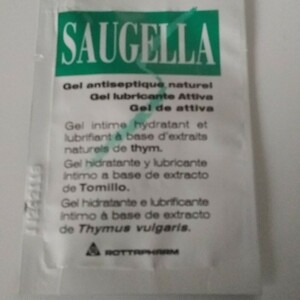 SAUGELLA
Gel antiseptique naturel
Gel lubricante Attiva
Gel de attiva
Gel intime hydratant et
lubrifiant à base d'extraits
naturels de thym.
Gel hidratante y lubricante
íntimo a base de extracto
de Tomillo.
Gel hidratante e lubrificante
íntimo à base de extracto
de Thymus vulgaris.
ROTTAPHARM